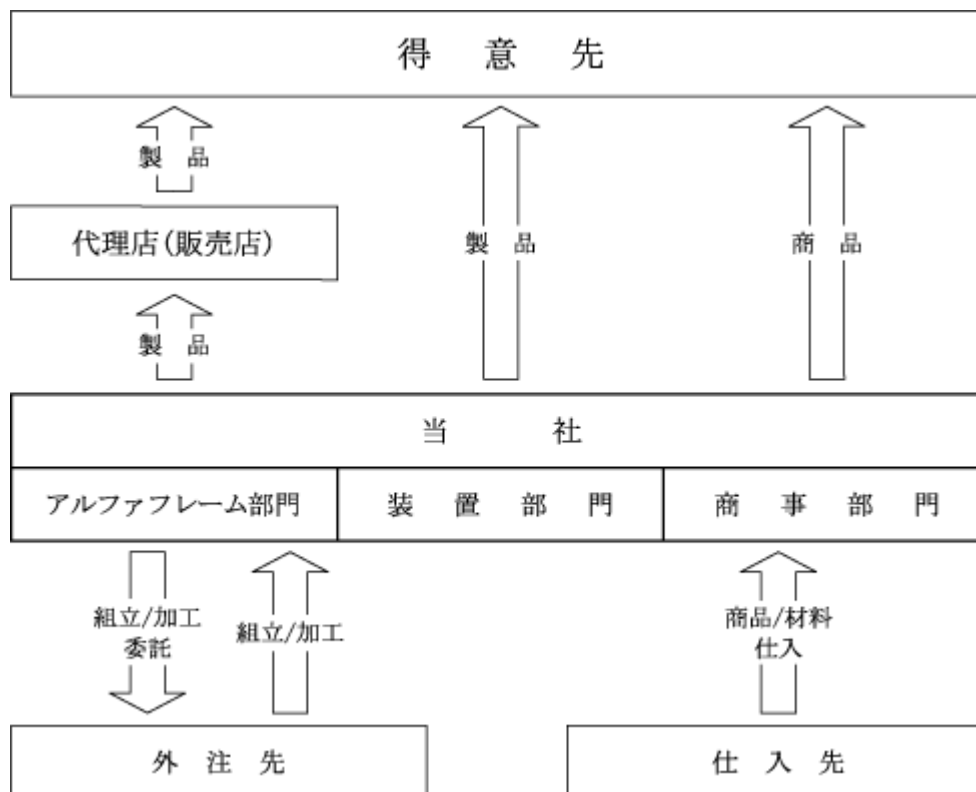 得意先
製品
代理店(販売店)
製品
製品
商品
当社
アルファフレーム部門
装置部門
商事部門
組立/加工
委託
組立/加工
商品/材料
仕入
外注先
仕入先